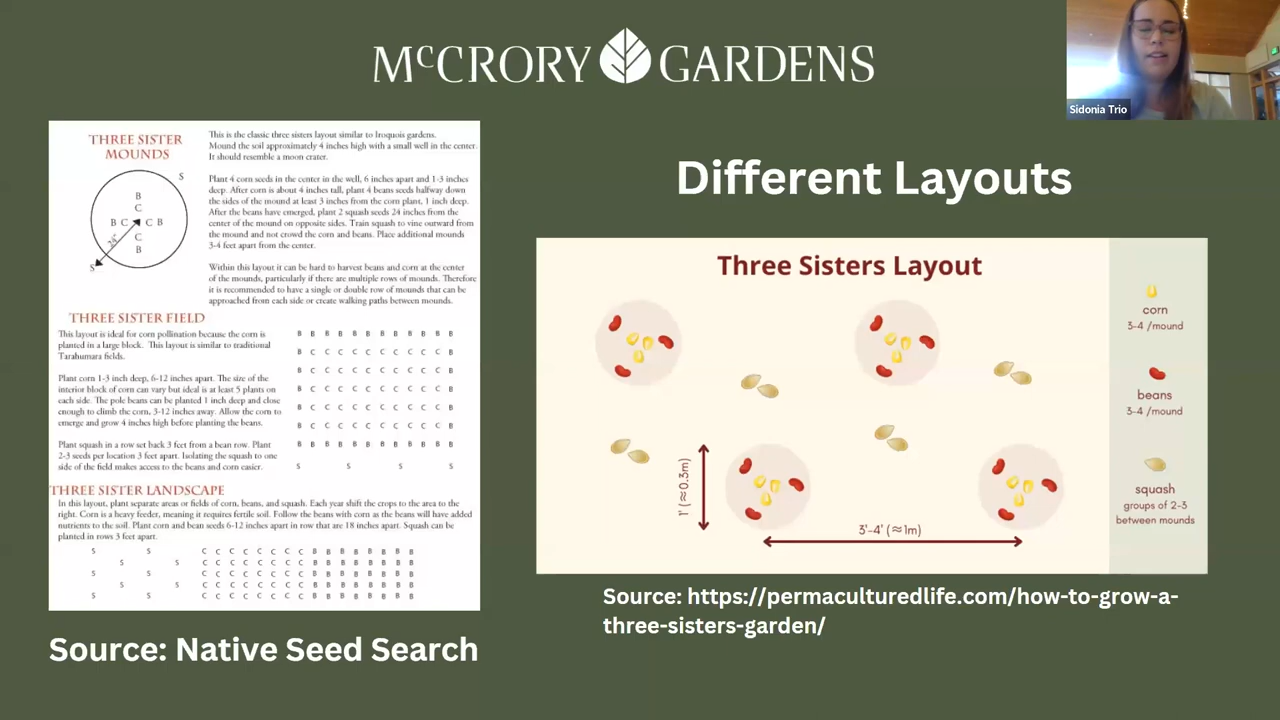 McCRORY GARDENS
Sidonia Trio
THREE SISTER
MOUNDS
S
B
C
B C C B
C
B
24"
S
This is the classic three sisters layout similar to Iroquois gardens.
Mound the soil approximately 4 inches high with a small well in the center.
It should resemble a moon crater.
Plant 4 corn seeds in the center in the well, 6 inches apart and 1-3 inches
deep. After corn is about 4 inches tall, plant 4 beans seeds halfway down
the sides of the mound at least 3 inches from the corn plant, 1 inch deep.
After the beans have emerged, plant 2 squash seeds 24 inches from the
center of the mound on opposite sides. Train squash to vine outward from
the mound and not crowd the corn and beans. Place additional mounds
3-4 feet apart from the center.
Within this layout it can be hard to harvest beans and corn at the center
of the mounds, particularly if there are multiple rows of mounds. Therefore
it is recommended to have a single or double row of mounds that can be
approached from each side or create walking paths between mounds.
THREE SISTER FIELD
This layout is ideal for corn pollination because the corn is
planted in a large block. This layout is similar to traditional
Tarahumara fields.
Plant corn 1-3 inch deep, 6-12 inches apart. The size of the
interior block of corn can vary but ideal is at least 5 plants on
each side. The pole beans can be planted 1 inch deep and close
enough to climb the corn, 3-12 inches away. Allow the corn to
emerge and grow 4 inches high before planting the beans.
Plant squash in a row set back 3 feet from a bean row. Plant
2-3 seeds per location 3 feet apart. Isolating the squash to one
side of the field makes access to the beans and corn easier.
B B B B B B B B B B B B
B C C C C C C C C C C B
B C C C C C C C C C C B
B C C C C C C C C C C B
B C C C C C C C C C C B
B C C C C C C C C C C B
B B B B B B B B B B B B
S S S S
THREE SISTER LANDSCAPE
In this layout, plant separate areas or fields of corn, beans, and squash. Each year shift the crops to the area to the
right. Corn is a heavy feeder, meaning it requires fertile soil. Follow the beans with corn as the beans will have added
nutrients to the soil. Plant corn and bean seeds 6-12 inches apart in row that are 18 inches apart. Squash can be
planted in rows 3 feet apart.
S S C C C C C C C C B B B B B B B B
S S C C C C C C C C B B B B B B B B
S S C C C C C C C C B B B B B B B B
S S C C C C C C C C B B B B B B B B
S S C C C C C C C C B B B B B B B B
Source: Native Seed Search
Different Layouts
Three Sisters Layout
1' (≈0.3m)
3'-4' (≈1m)
corn
3-4 /mound
beans
3-4 /mound
squash
groups of 2-3
between mounds
Source: https://permaculturedlife.com/how-to-grow-a-
three-sisters-garden/